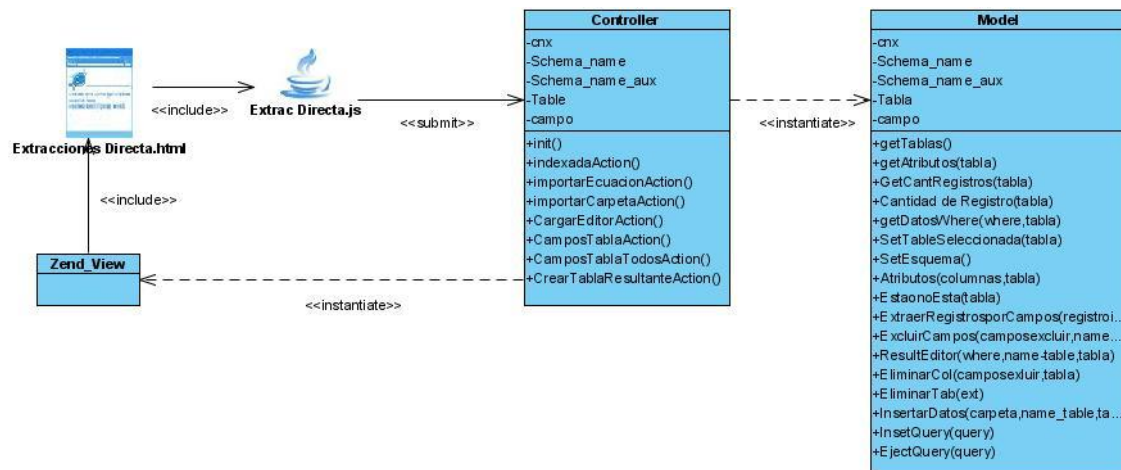 Extracciones Directa.html
<<include>>
Extrac Directa.js
<<submit>>
<<include>>
Zend_View
<<instantiate>>
Controller
-cnx
-Schema_name
-Schema_name_aux
-Table
-campo
+init()
+indexadaAction()
+importarEcuacionAction()
+importarCarpetaAction()
+CargarEditorAction()
+CamposTablaAction()
+CamposTablaTodosAction()
+CrearTablaResultanteAction()
<<instantiate>>
Model
-cnx
-Schema_name
-Schema_name_aux
-Tabla
-campo
+getTablas()
+getAtributos(tabla)
+GetCantRegistros(tabla)
+Cantidad de Registro(tabla)
+getDatosWhere(where,tabla)
+SetTableSeleccionada(tabla)
+SetEsquema()
+Atributos(columnas,tabla)
+EstaonoEsta(tabla)
+ExtraerRegistrosporCampos(registroi...
+ExcluirCampos(camposexcluir,name...
+ResultEditor(where,name-table,tabla)
+EliminarCol(camposexluir,tabla)
+EliminarTab(ext)
+InsertarDatos(carpeta,name_table,ta...
+InsetQuery(query)
+EjectQuery(query)